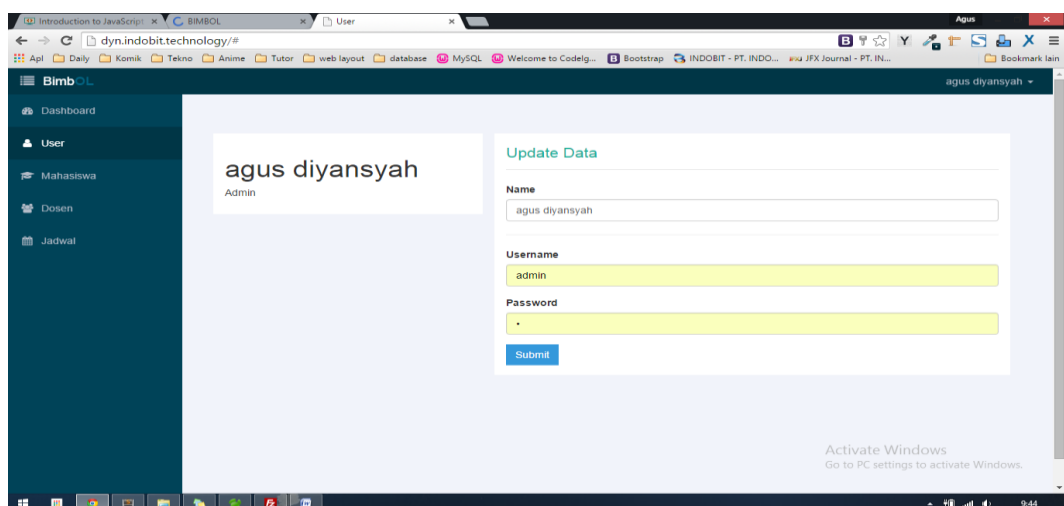 Introduction to JavaScript
BIMBOL
User
Agus
dyn.indobit.technology/#
Apl Daily Komik Tekno Anime Tutor web layout database MySQL Welcome to CodeIg... Bootstrap INDOBIT - PT. INDO... JFX Journal - PT. IN... Bookmark lain
BimbOL
agus diyansyah
Dashboard
User
Mahasiswa
Dosen
Jadwal
agus diyansyah
Admin
Update Data
Name
agus diyansyah
Username
admin
Password
•
Submit
Activate Windows
Go to PC settings to activate Windows.
9:44